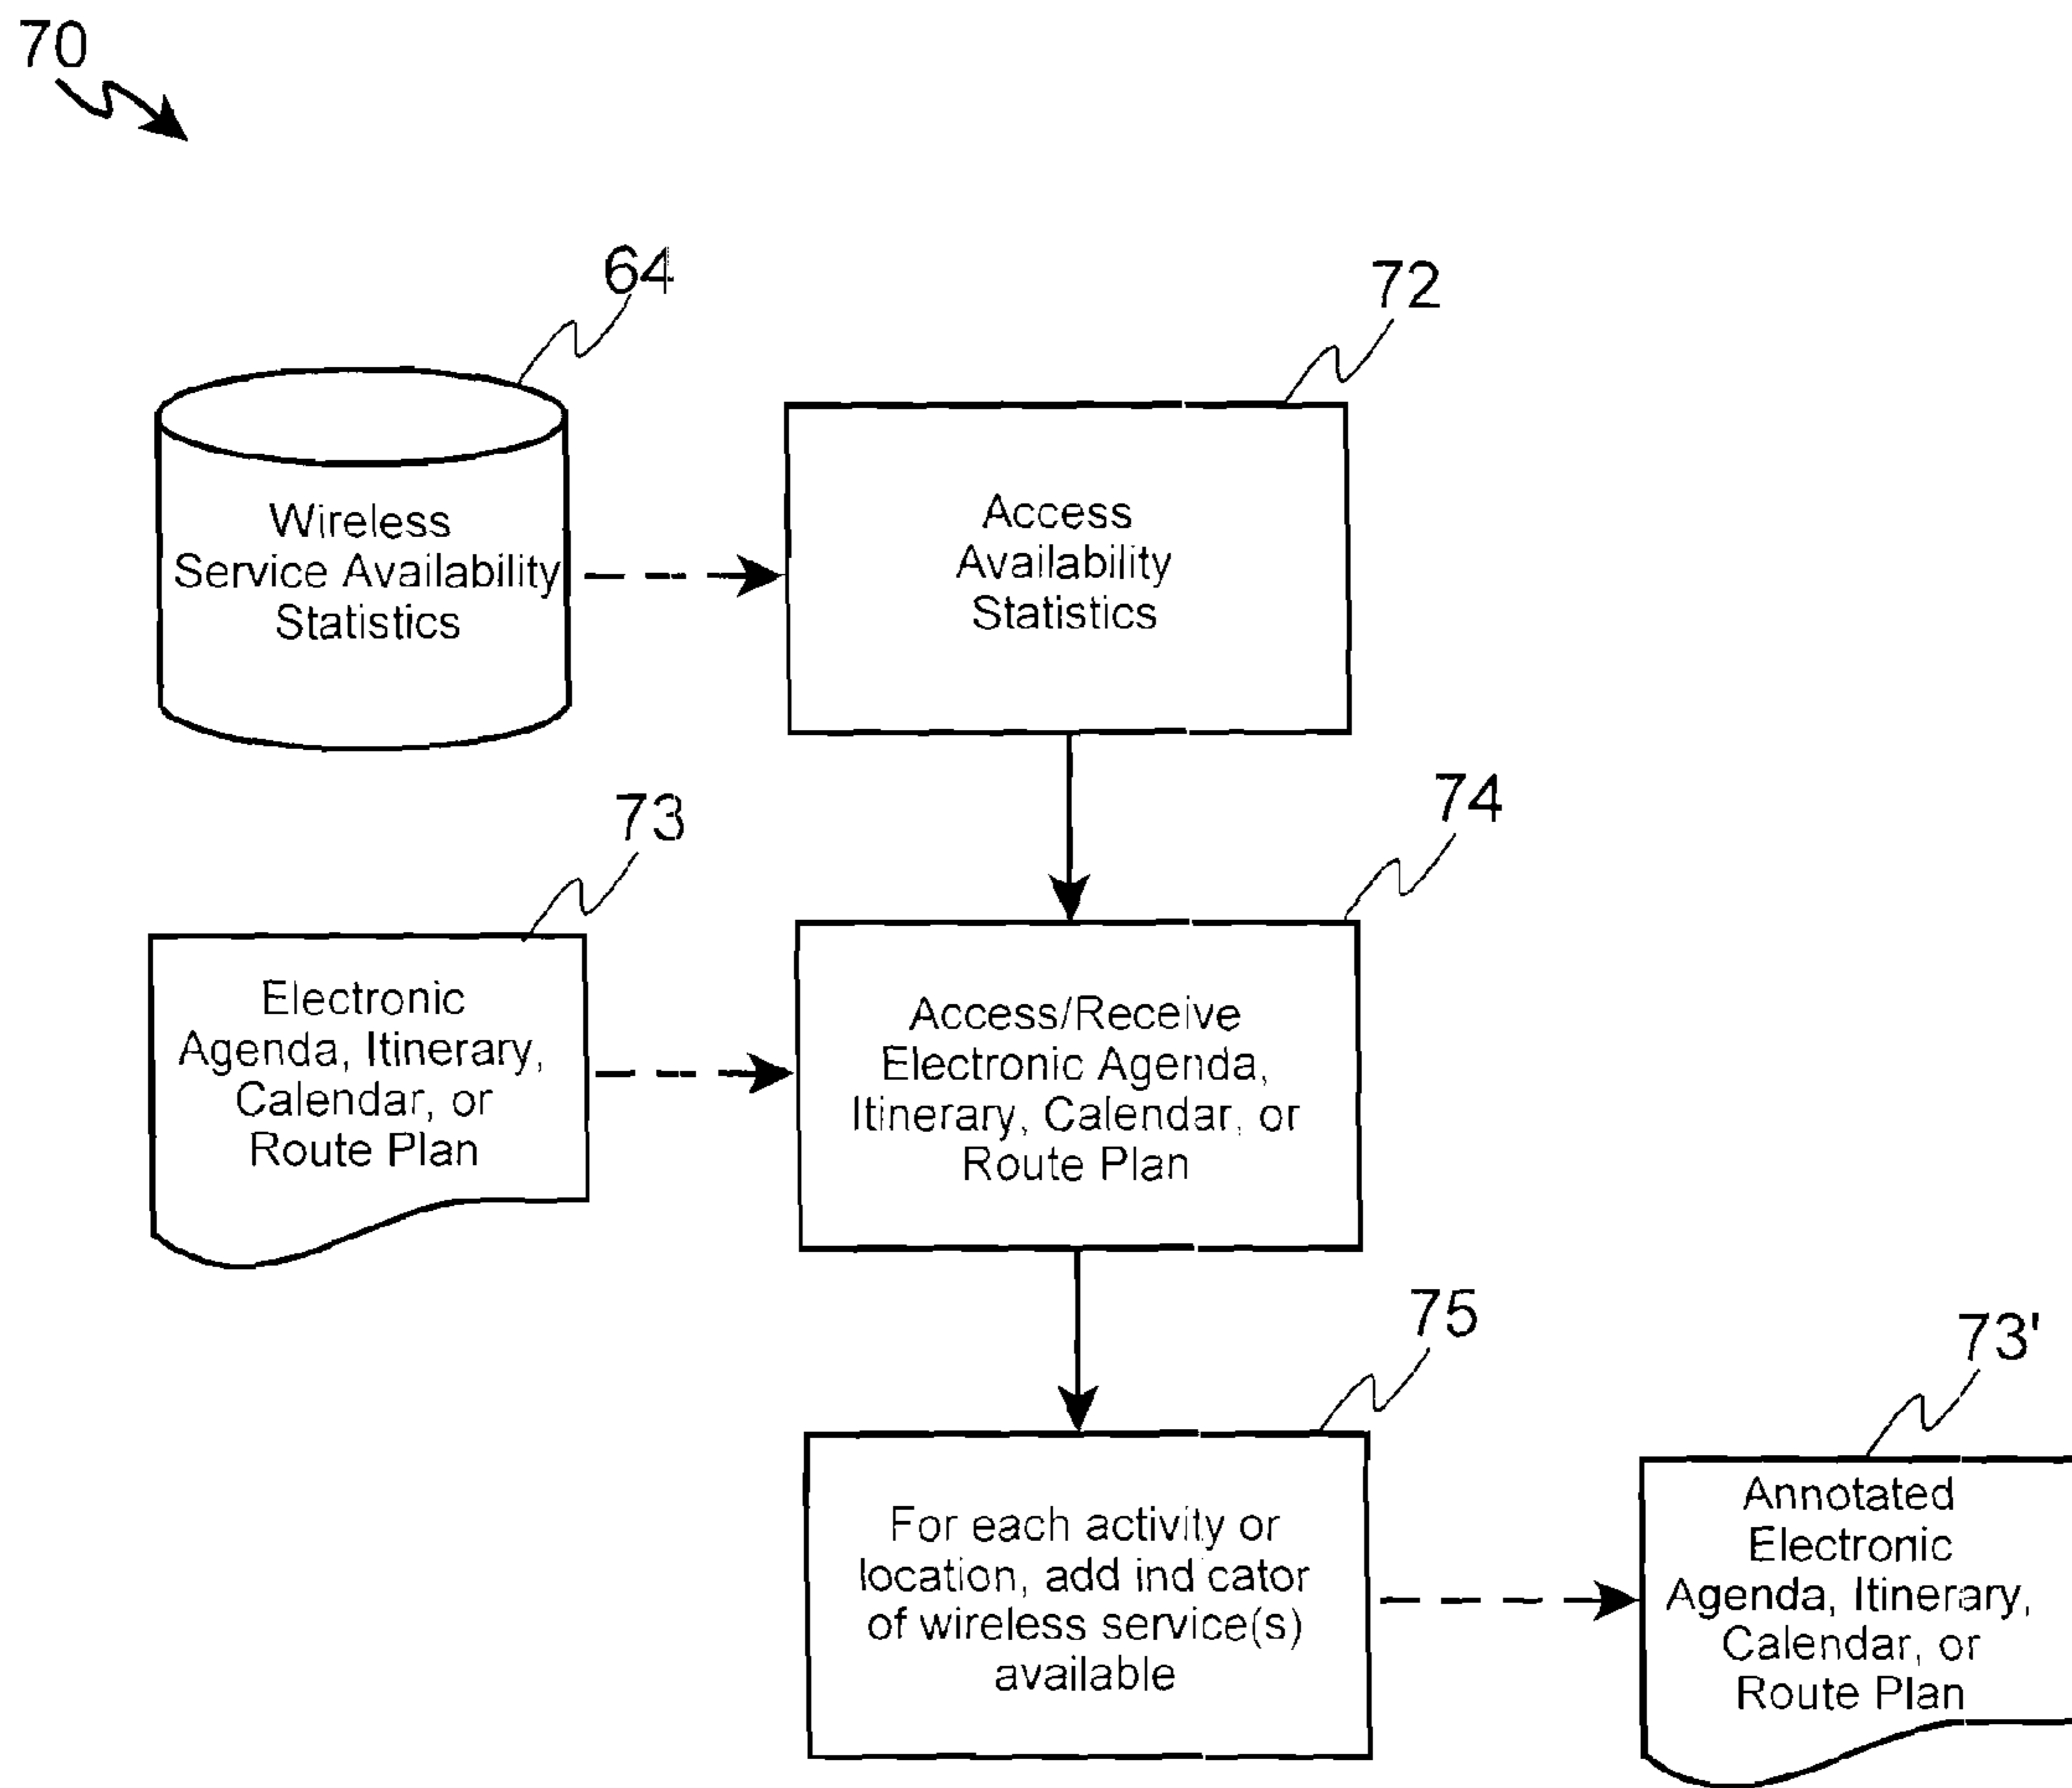 70
64
Wireless
Service Availability
Statistics
72
Access
Availability
Statistics
73
Electronic
Agenda, Itinerary,
Calendar, or
Route Plan
74
Access/Receive
Electronic Agenda,
Itinerary, Calendar, or
Route Plan
75
For each activity or
location, add indicator
of wireless service(s)
available
73'
Annotated
Electronic
Agenda, Itinerary,
Calendar, or
Route Plan